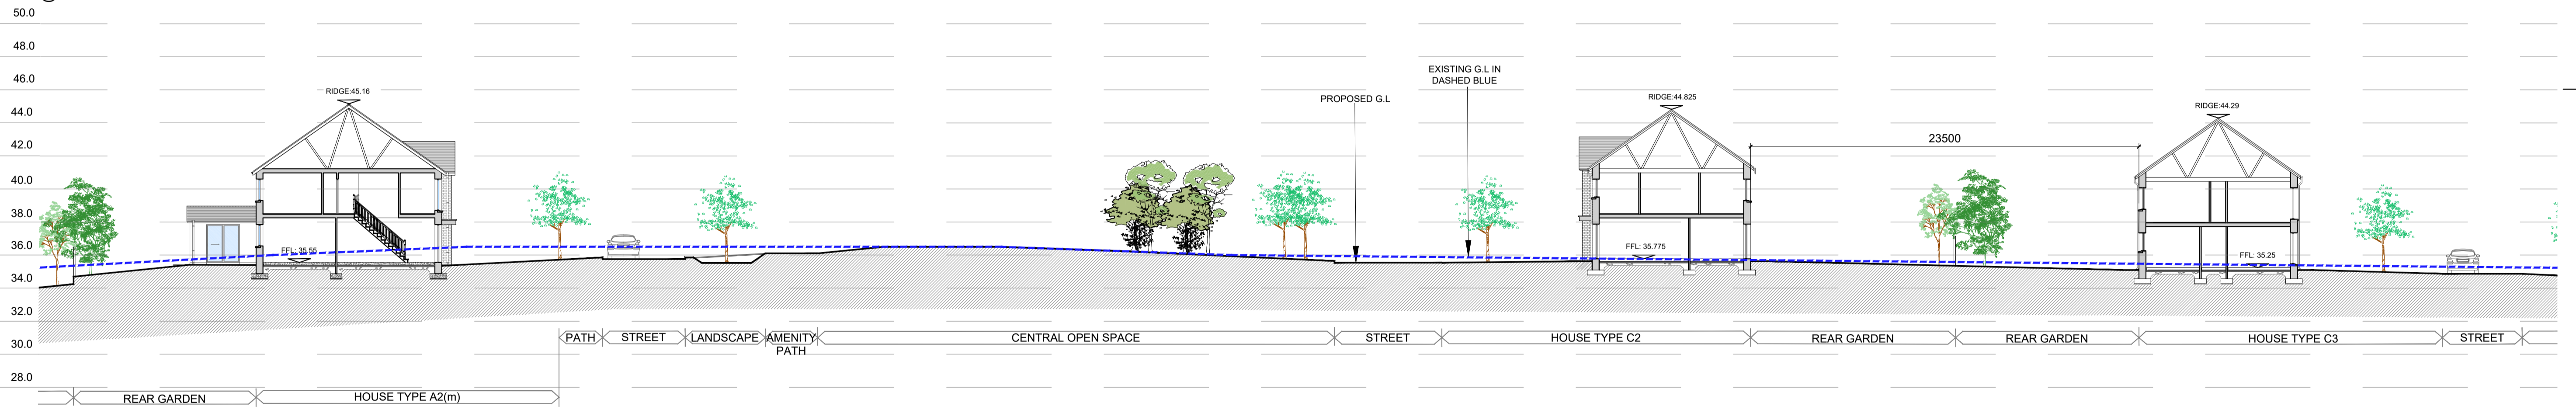 50.0
48.0
46.0
44.0
42.0
40.0
38.0
36.0
34.0
32.0
30.0
28.0
RIDGE:45.16
FFL: 35.55
PROPOSED G.L
EXISTING G.L IN
DASHED BLUE
RIDGE:44.825
FFL: 35.775
23500
RIDGE:44.29
FFL: 35.25
PATH
STREET
LANDSCAPE
AMENITY
PATH
CENTRAL OPEN SPACE
STREET
HOUSE TYPE C2
REAR GARDEN
REAR GARDEN
HOUSE TYPE C3
STREET
REAR GARDEN
HOUSE TYPE A2(m)